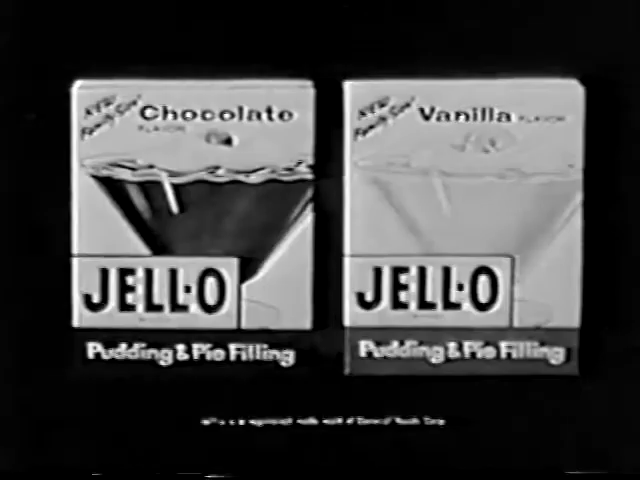 NEW Family Size!
Chocolate
FLAVOR
JELL-O
Pudding & Pie Filling
NEW Family Size!
Vanilla FLAVOR
JELL-O
Pudding & Pie Filling